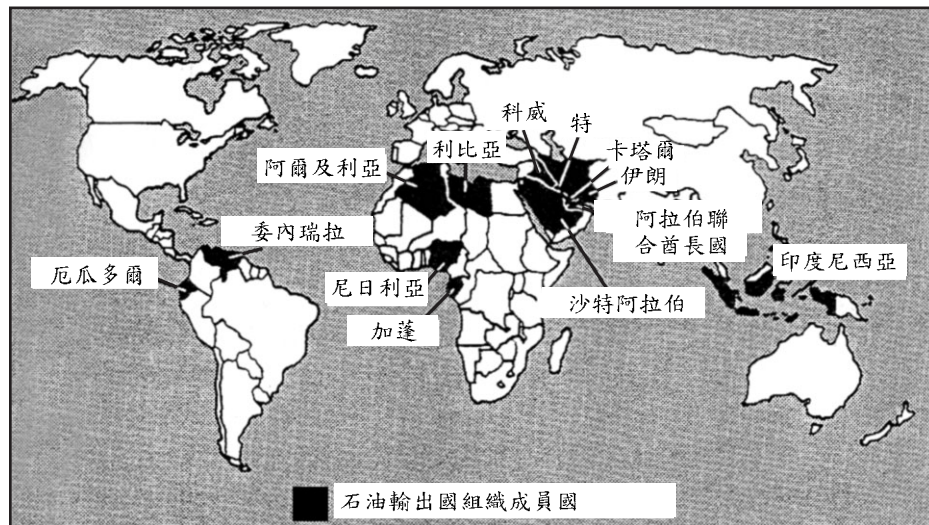 科威
特
利比亞
卡塔爾
阿爾及利亞
伊朗
阿拉伯聯
合酋長國
委內瑞拉
印度尼西亞
厄瓜多爾
尼日利亞
沙特阿拉伯
加蓬
石油輸出國組織成員國